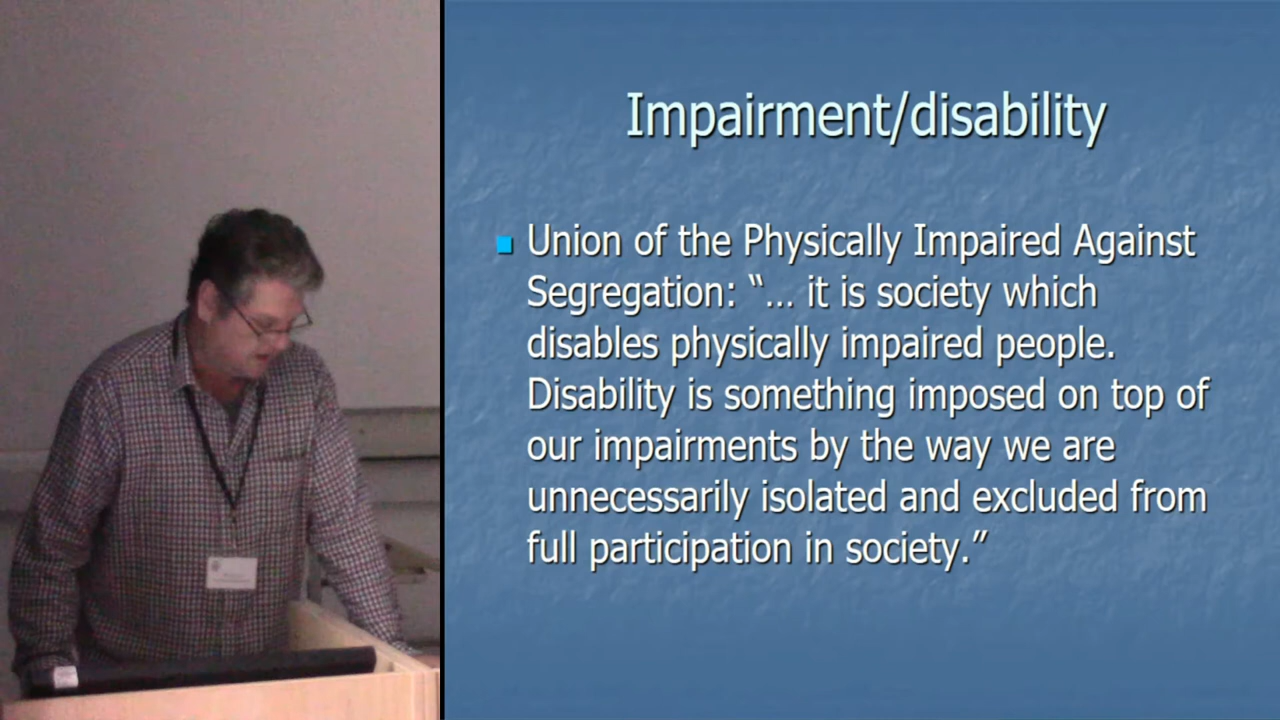 Impairment/disability
Union of the Physically Impaired Against
Segregation: “… it is society which
disables physically impaired people.
Disability is something imposed on top of
our impairments by the way we are
unnecessarily isolated and excluded from
full participation in society.”